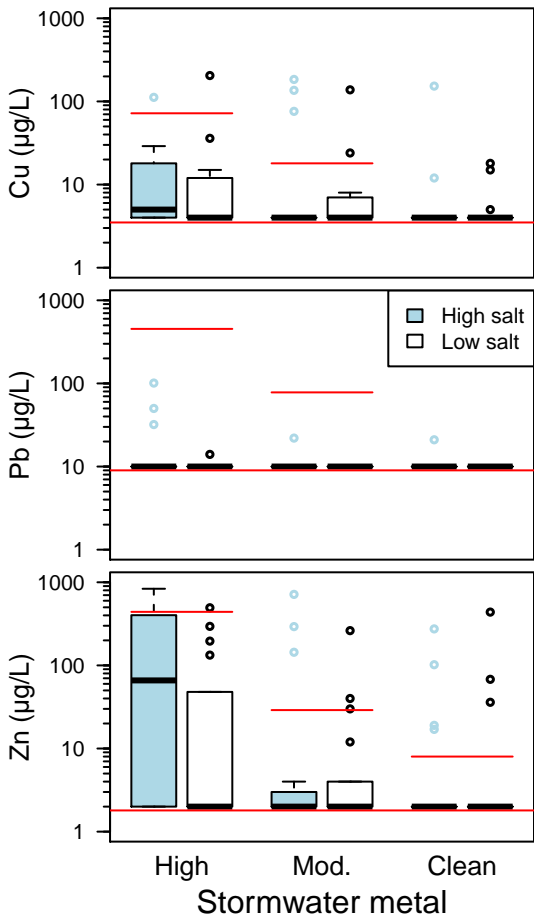 1000
100
10
1
Cu (µg/L)
1000
100
10
1
Pb (µg/L)
High salt
Low salt
1000
100
10
1
Zn (µg/L)
High Mod. Clean
Stormwater metal